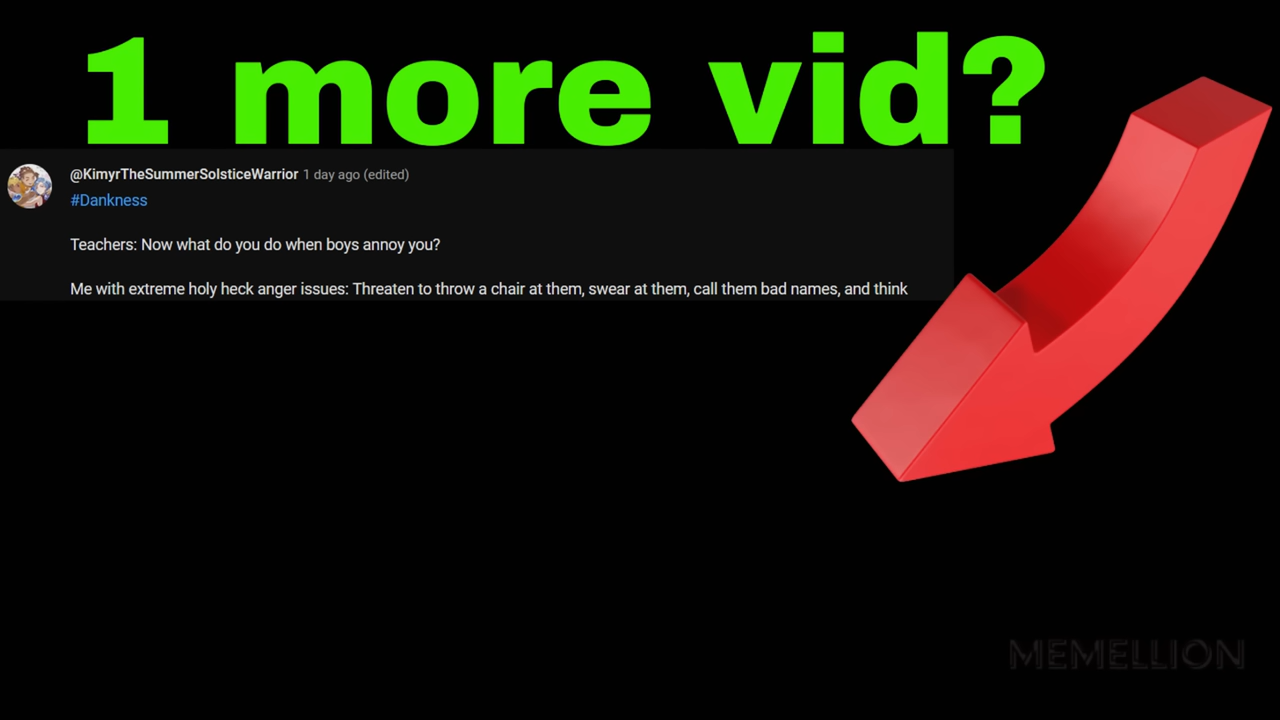 1 more vid?
@KimyrTheSummerSolsticeWarrior 1 day ago (edited)
#Dankness
Teachers: Now what do you do when boys annoy you?
Me with extreme holy heck anger issues: Threaten to throw a chair at them, swear at them, call them bad names, and think
MEMELLION